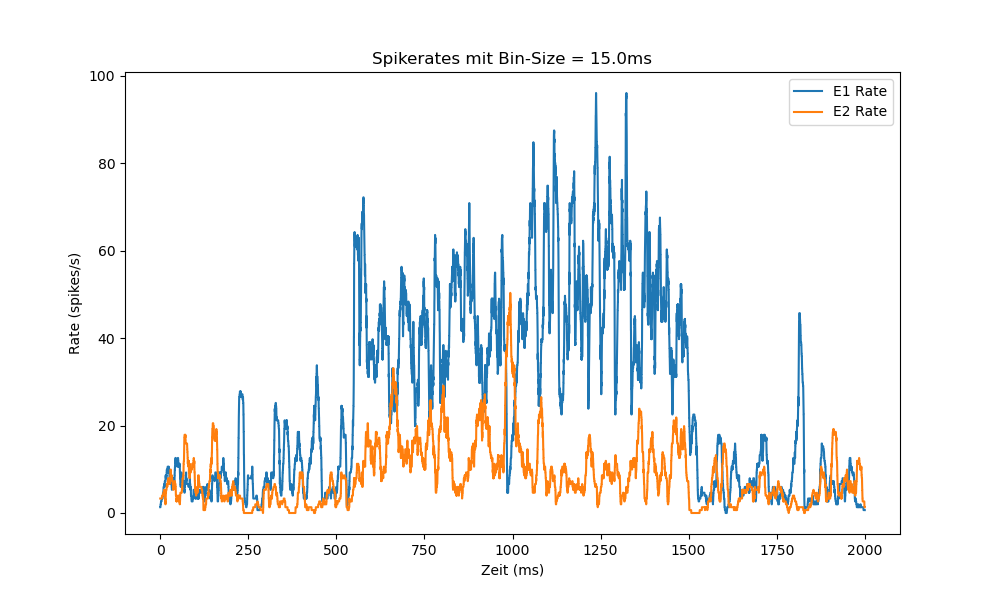 Spikerates mit Bin-Size = 15.0ms
E1 Rate
E2 Rate
Rate (spikes/s)
100
80
60
40
20
0
0 250 500 750 1000 1250 1500 1750 2000
Zeit (ms)